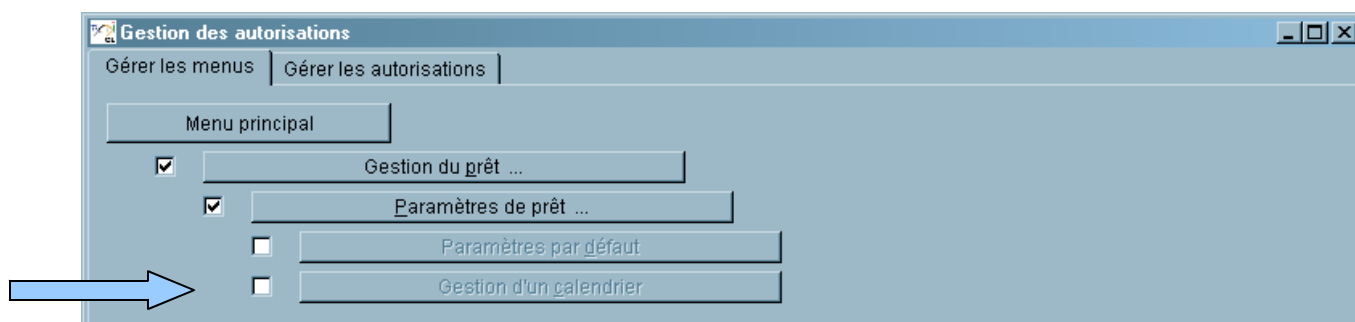 Gestion des autorisations
Gérer les menus Gérer les autorisations
Menu principal
Gestion du prêt ...
Paramètres de prêt ...
Paramètres par défaut
Gestion d'un calendrier